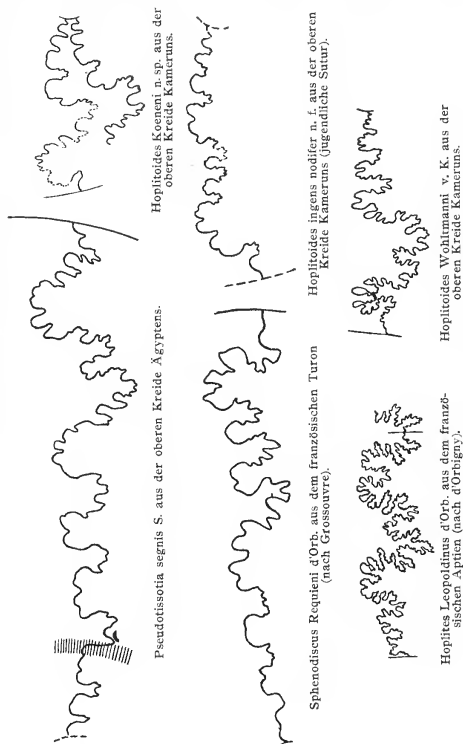 Pseudotissotia segnis S. aus der oberen Kreide Ägyptens.
Hoplitoides Koeneni n. sp. aus der
oberen Kreide Kameruns.
Sphenodiscus Requieni d'Orb. aus dem französischen Turon
(nach Grossouvre).
Hoplitoides ingens nodifer n. f. aus der oberen
Kreide Kameruns (jugendliche Sutur).
Hoplites Leopoldinus d'Orb. aus dem franzö-
sischen Aptien (nach d'Orbigny).
Hoplitoides Wohltmanni v. K. aus der
oberen Kreide Kameruns.